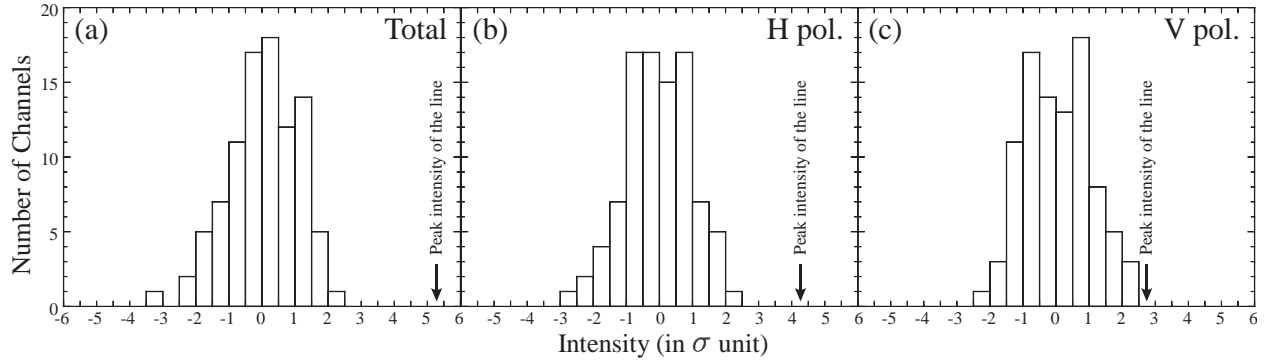 20
15
10
5
0
Number of Channels
(a) Total
(b) H pol.
(c) V pol.
Peak intensity of the line
Peak intensity of the line
Peak intensity of the line
-6 -5 -4 -3 -2 -1 0 1 2 3 4 5 6 -5 -4 -3 -2 -1 0 1 2 3 4 5 6 -5 -4 -3 -2 -1 0 1 2 3 4 5 6
Intensity (in σ unit)